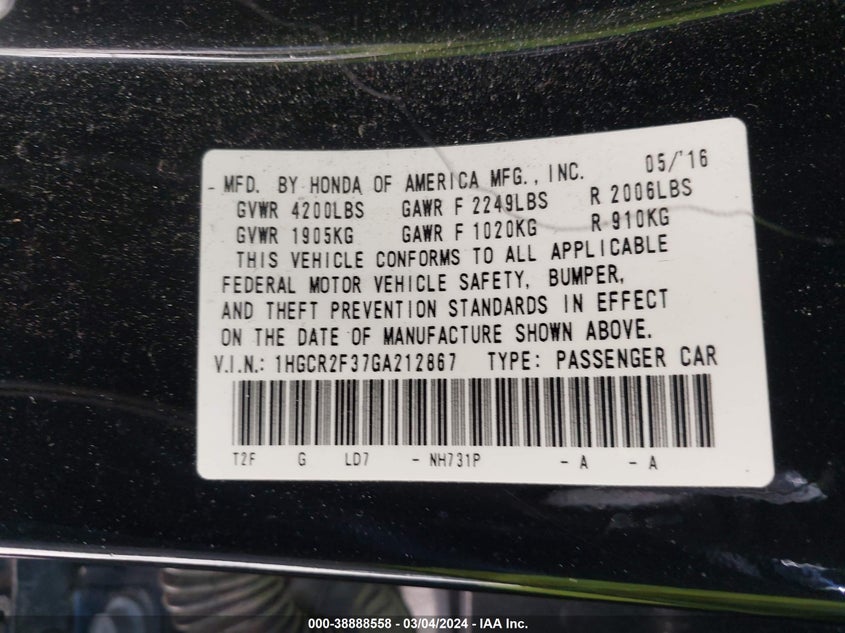 MFD. BY HONDA OF AMERICA MFG., INC. 05/'16
GVWR 4200LBS GAWR F 2249LBS R 2006LBS
GVWR 1905KG GAWR F 1020KG R 910KG
THIS VEHICLE CONFORMS TO ALL APPLICABLE
FEDERAL MOTOR VEHICLE SAFETY, BUMPER,
AND THEFT PREVENTION STANDARDS IN EFFECT
ON THE DATE OF MANUFACTURE SHOWN ABOVE.
V.I.N.: 1HGCR2F37GA212867 TYPE: PASSENGER CAR
T2F G LD7 - NH731P - A - A
000-38888558 - 03/04/2024 - IAA Inc.